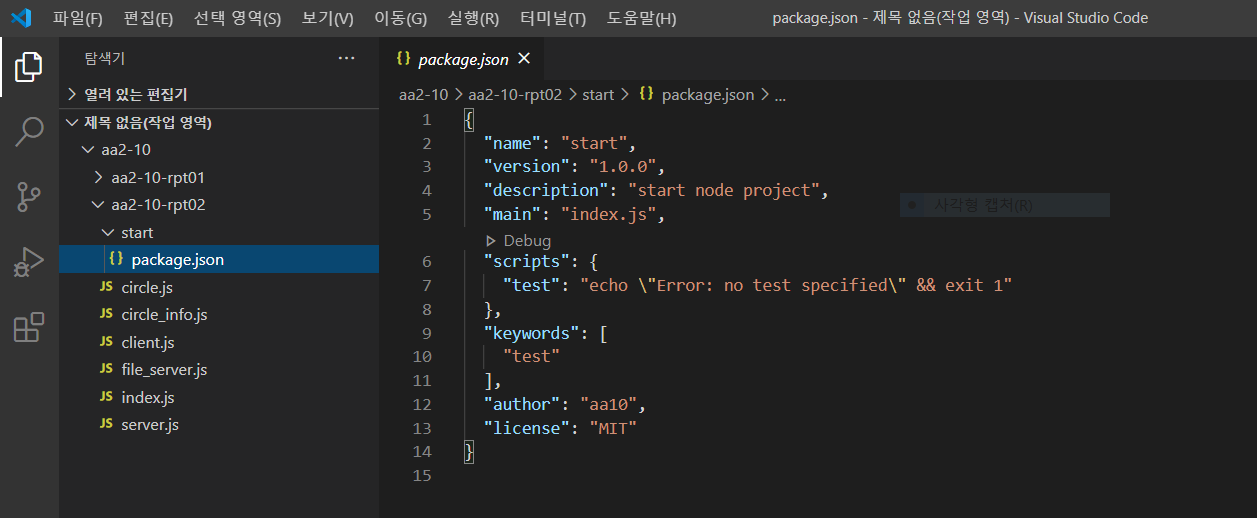 파일(F) 편집(E) 선택 영역(S) 보기(V) 이동(G) 실행(R) 터미널(T) 도움말(H) package.json - 제목 없음(작업 영역) - Visual Studio Code
탐색기 ...
열려 있는 편집기
제목 없음(작업 영역)
aa2-10
aa2-10-rpt01
aa2-10-rpt02
start
{} package.json
JS circle.js
JS circle_info.js
JS client.js
JS file_server.js
JS index.js
JS server.js
{} package.json ×
aa2-10 > aa2-10-rpt02 > start > {} package.json > ...
1 {
2 "name": "start",
3 "version": "1.0.0",
4 "description": "start node project",
5 "main": "index.js",
Debug
6 "scripts": {
7 "test": "echo \"Error: no test specified\" && exit 1"
8 },
9 "keywords": [
10 "test"
11 ],
12 "author": "aa10",
13 "license": "MIT"
14 }
15
사각형 캡처(R)